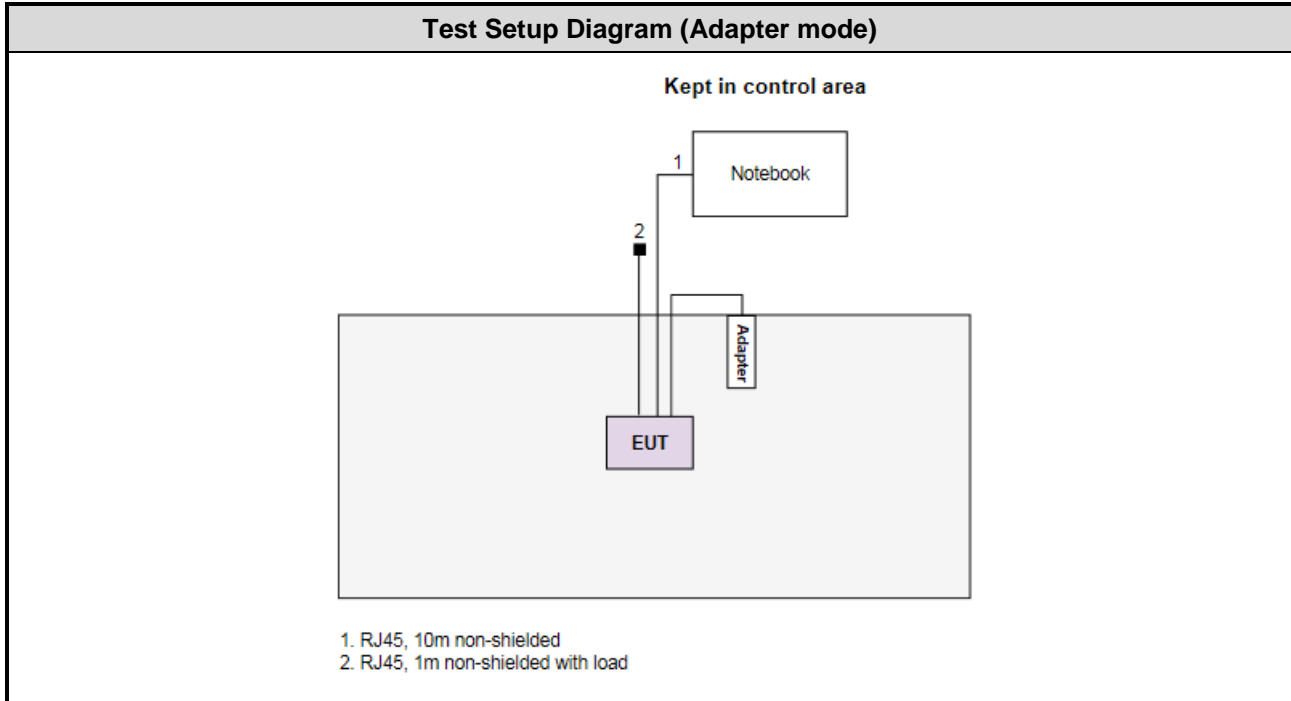 Test Setup Diagram (Adapter mode)
Kept in control area
1
Notebook
2
Adapter
EUT
1. RJ45, 10m non-shielded
2. RJ45, 1m non-shielded with load